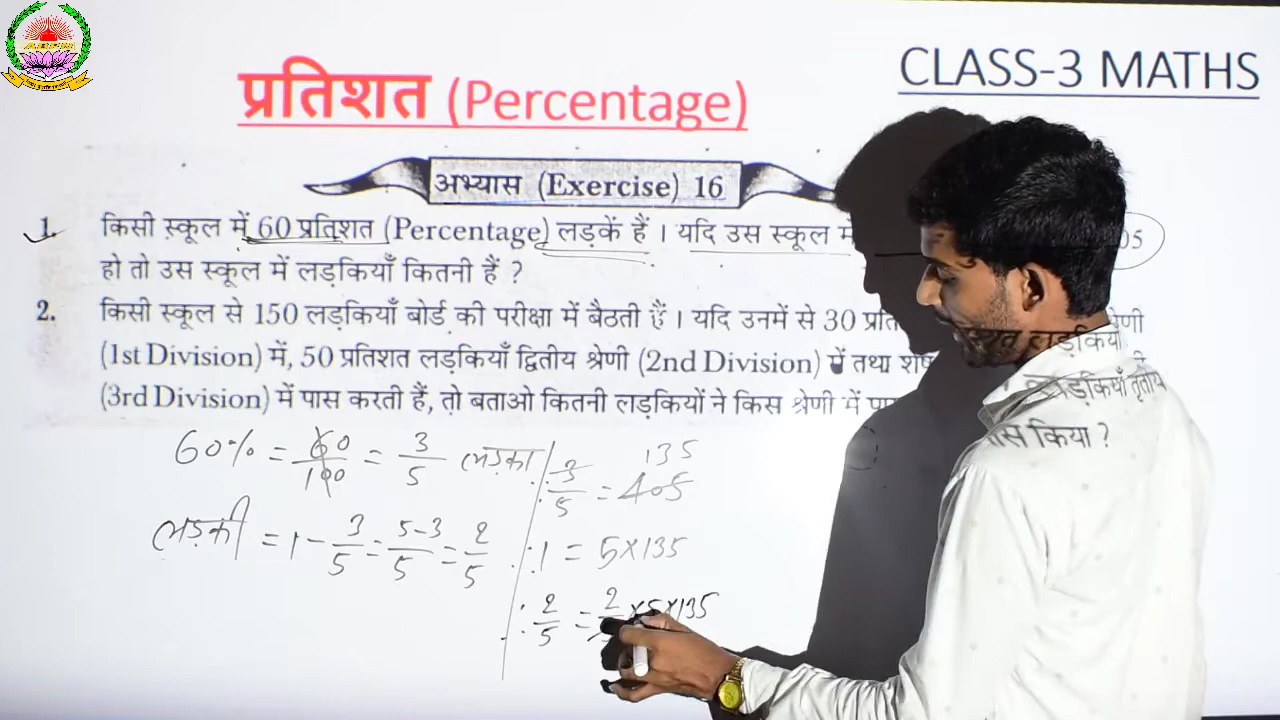 CLASS-3 MATHS
प्रतिशत (Percentage)
अभ्यास (Exercise) 16
1. किसी स्कूल में 60 प्रतिशत (Percentage) लड़कें हैं । यदि उस स्कूल में 05
हो तो उस स्कूल में लड़कियाँ कितनी हैं ?
2. किसी स्कूल से 150 लड़कियाँ बोर्ड की परीक्षा में बैठती हैं । यदि उनमें से 30 श्रेणी
(1st Division) में, 50 प्रतिशत लड़कियाँ द्वितीय श्रेणी (2nd Division) में तथा लड़कियाँ तृतीय
(3rd Division) में पास करती हैं, तो बताओ कितनी लड़कियों ने किस श्रेणी में किया ?
60% = 60/100 = 3/5 लड़का
लड़की = 1 - 3/5 = 5-3/5 = 2/5
∴ 3/5 = 405 135
∴ 1 = 5×135
∴ 2/5 = 2 ×5×135